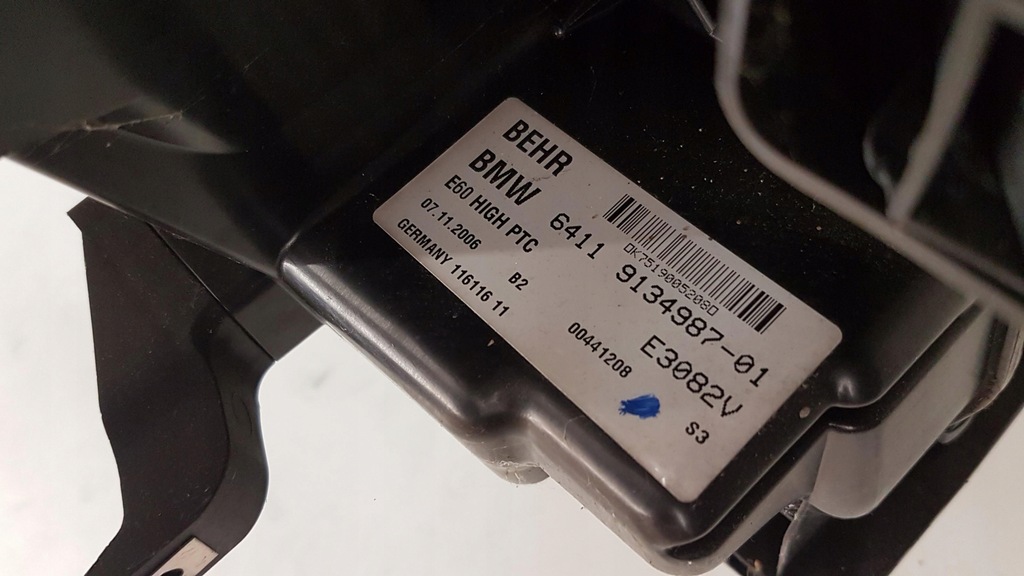 BEHR
0K75190052080
BMW 6411 9134987-01
E60 HIGH PTC E3082V
07.11.2006 B2 00441208 S3
GERMANY 116116 11